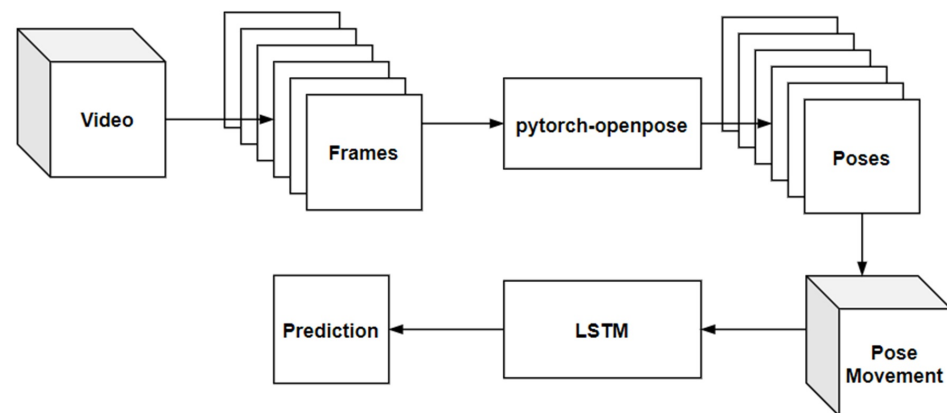 Video
Frames
pytorch-openpose
Poses
Pose
Movement
LSTM
Prediction